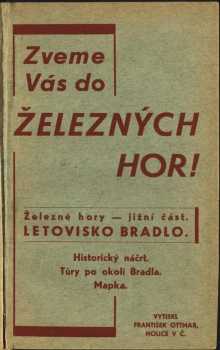 Zveme
Vás do
ŽELEZNÝCH
HOR!
Železné hory — jižní část.
LETOVISKO BRADLO.
Historický náčrt.
Túry po okolí Bradla.
Mapka.
VYTISKL
FRANTIŠEK OTTMAR,
HOLICE V Č.